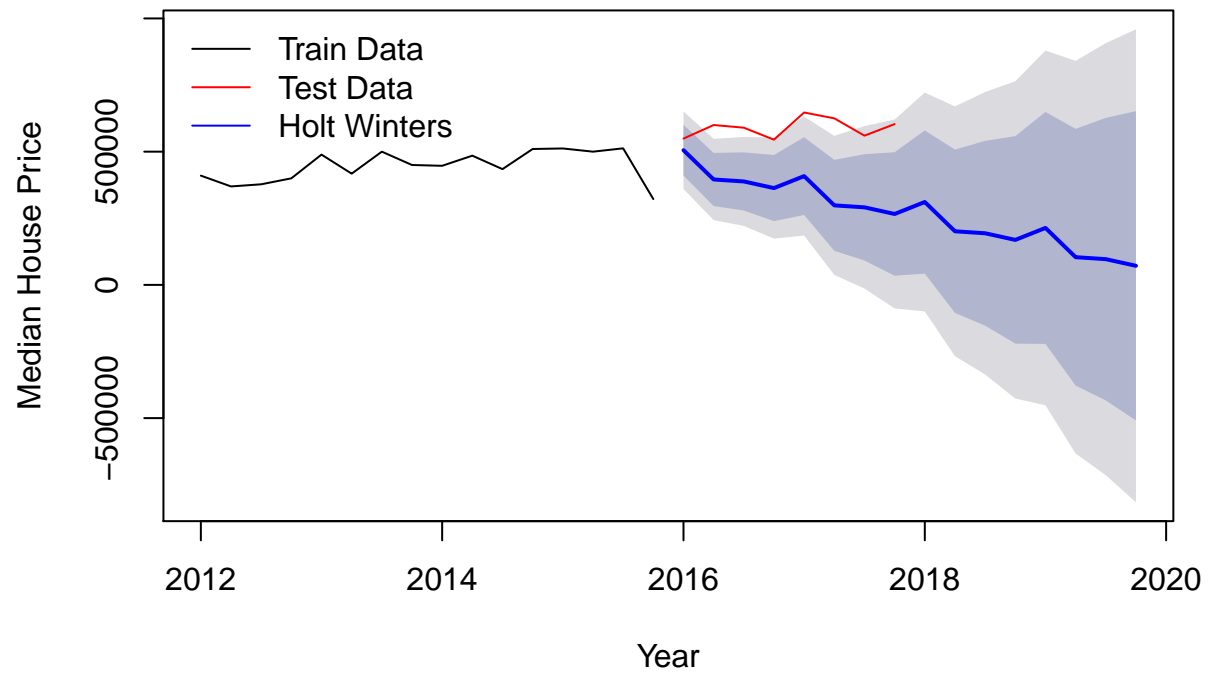 Train Data
Test Data
Holt Winters
Median House Price
500000
0
−500000
2012 2014 2016 2018 2020
Year